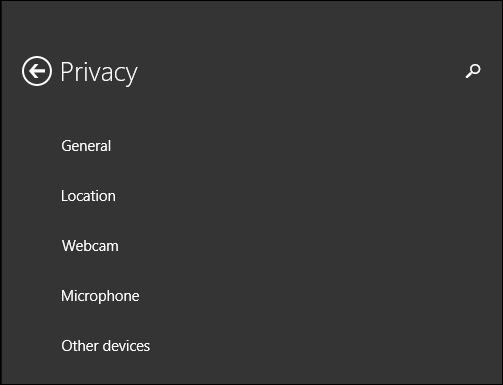 Privacy
General
Location
Webcam
Microphone
Other devices